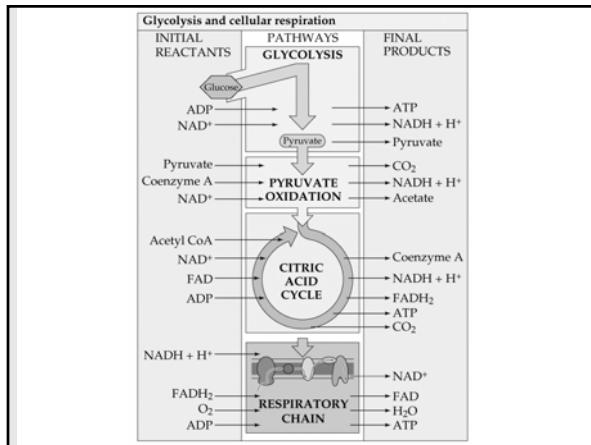 Glycolysis and cellular respiration
INITIAL REACTANTS
PATHWAYS
FINAL PRODUCTS
GLYCOLYSIS
Glucose
ADP
NAD⁺
ATP
NADH + H⁺
Pyruvate
Pyruvate
Pyruvate
Coenzyme A
NAD⁺
PYRUVATE
OXIDATION
CO₂
NADH + H⁺
Acetate
Acetyl CoA
NAD⁺
FAD
ADP
CITRIC
ACID
CYCLE
Coenzyme A
NADH + H⁺
FADH₂
ATP
CO₂
NADH + H⁺
FADH₂
O₂
ADP
RESPIRATORY
CHAIN
NAD⁺
FAD
H₂O
ATP